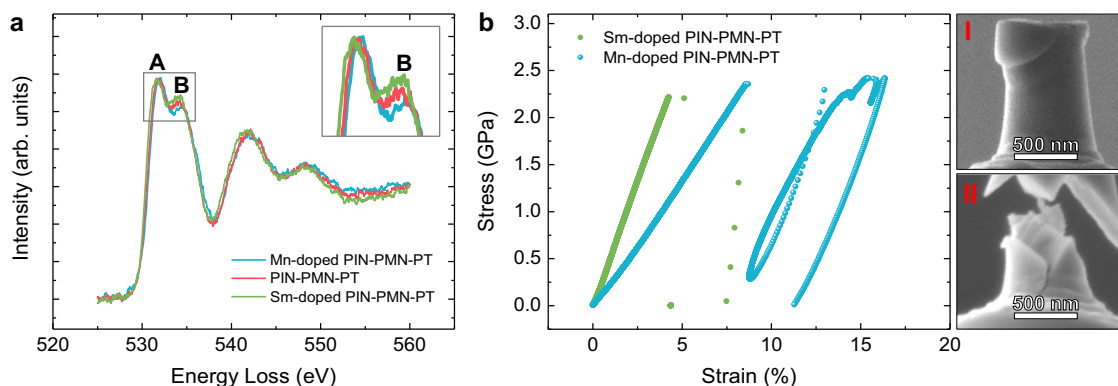 a
Intensity (arb. units)
A
B
B
Mn-doped PIN-PMN-PT
PIN-PMN-PT
Sm-doped PIN-PMN-PT
520
530
540
550
560
Energy Loss (eV)
b
Stress (GPa)
3.0
2.5
2.0
1.5
1.0
0.5
0.0
Sm-doped PIN-PMN-PT
Mn-doped PIN-PMN-PT
0
5
10
15
20
Strain (%)
I
500 nm
II
500 nm